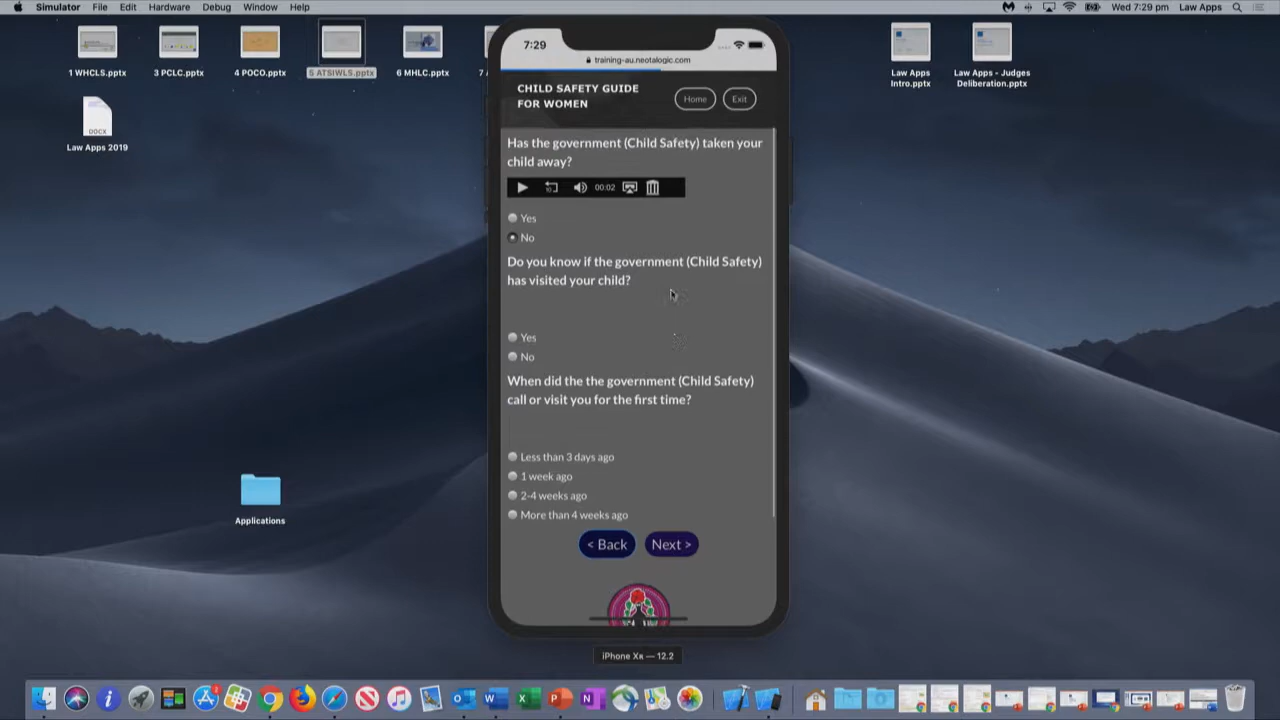 Simulator File Edit Hardware Debug Window Help
Wed 7:29 pm Law Apps
1 WHCLS.pptx
3 PCLC.pptx
4 POCO.pptx
5 ATSIWLS.pptx
6 MHLC.pptx
7
Law Apps
Intro.pptx
Law Apps - Judges
Deliberation.pptx
DOCX
Law Apps 2019
Applications
7:29
training-au.neotalogic.com
CHILD SAFETY GUIDE
FOR WOMEN
Home
Exit
Has the government (Child Safety) taken your
child away?
00:02
Yes
No
Do you know if the government (Child Safety)
has visited your child?
Yes
No
When did the the government (Child Safety)
call or visit you for the first time?
Less than 3 days ago
1 week ago
2-4 weeks ago
More than 4 weeks ago
< Back
Next >
iPhone Xʀ — 12.2